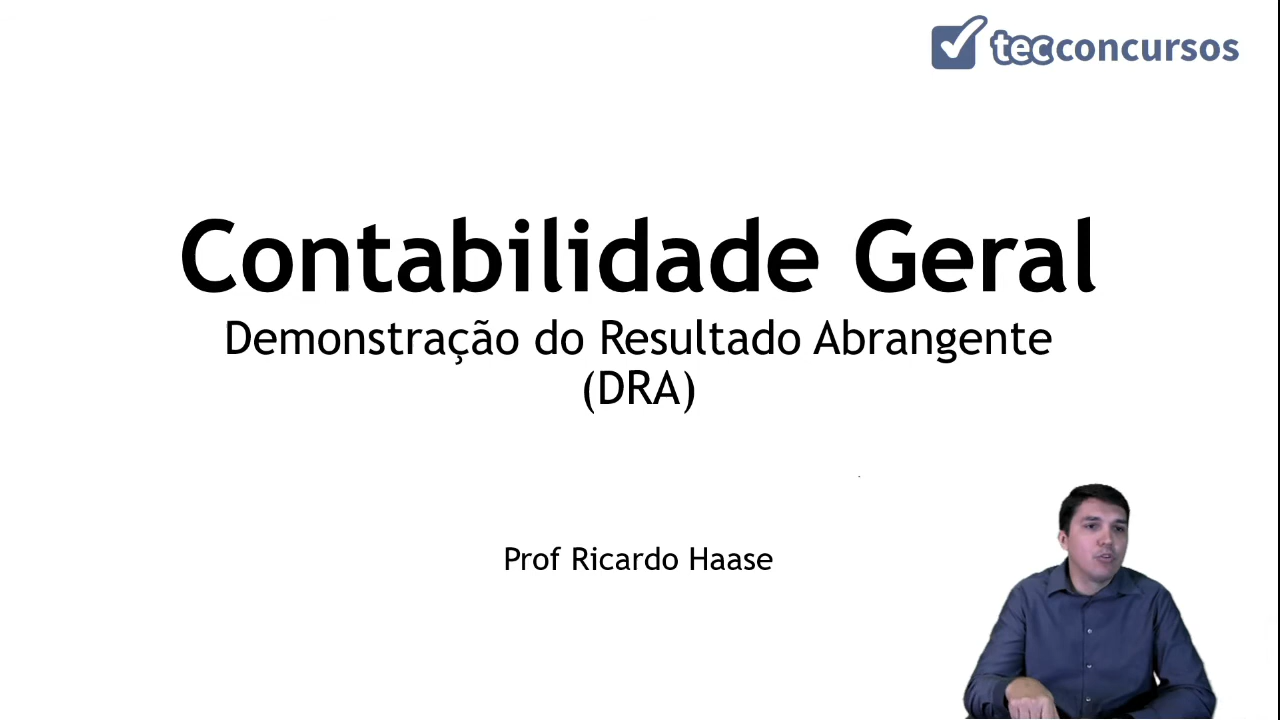 tecconcursos
Contabilidade Geral
Demonstração do Resultado Abrangente
(DRA)
Prof Ricardo Haase